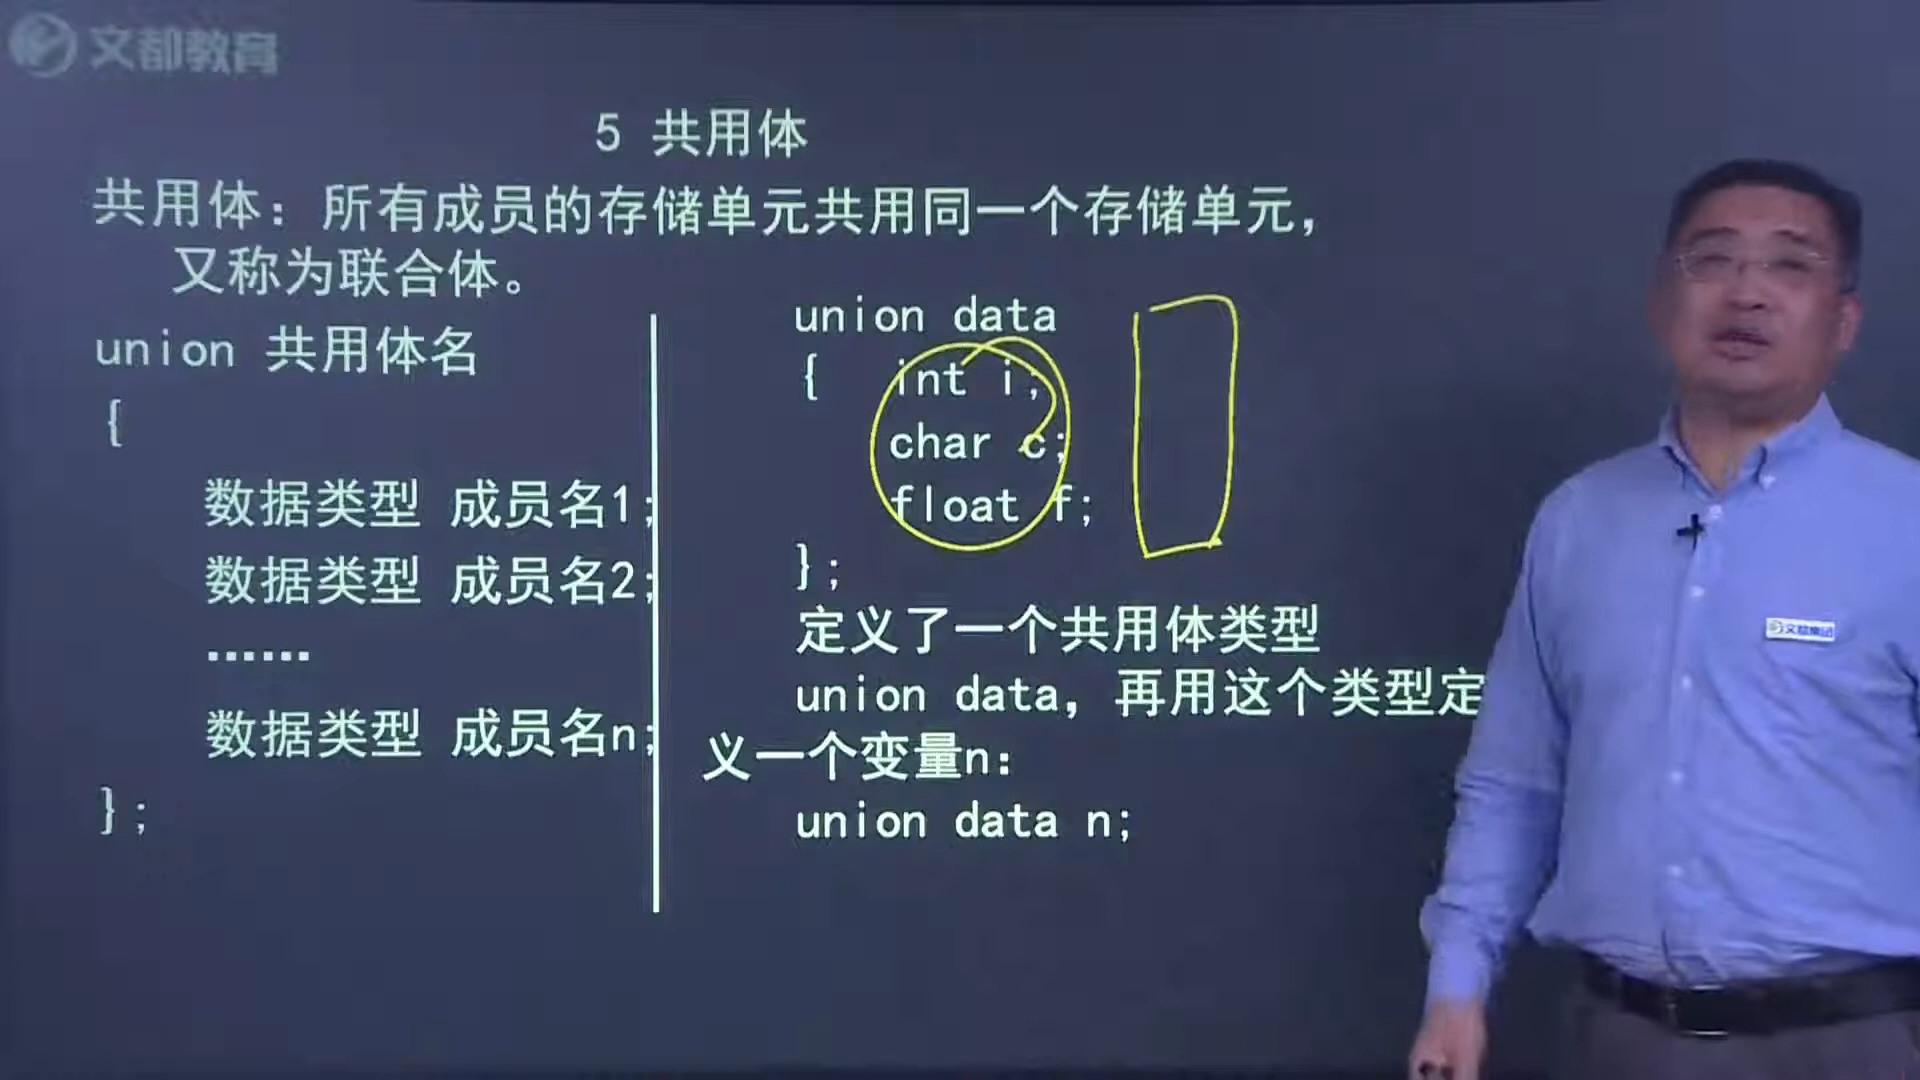 文都教育
5 共用体
共用体：所有成员的存储单元共用同一个存储单元，
又称为联合体。
union 共用体名
{
数据类型 成员名1;
数据类型 成员名2;
……
数据类型 成员名n;
};
union data
{ int i;
char c;
float f;
};
定义了一个共用体类型
union data，再用这个类型定
义一个变量n：
union data n;
文都集团